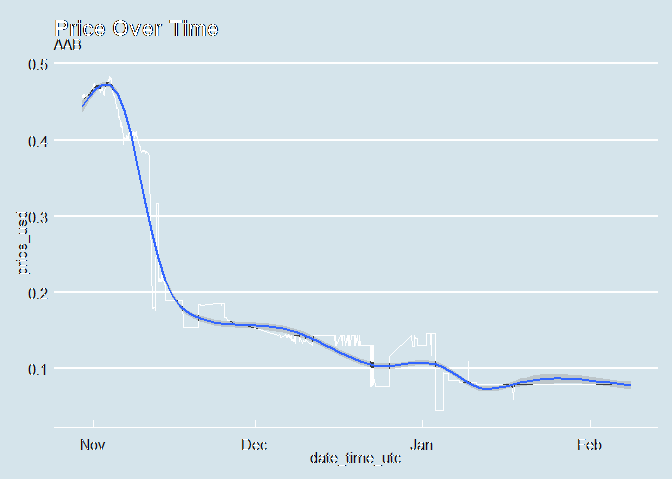 Price Over Time
AAB
0.5
0.4
0.3
0.2
0.1
price_usd
Nov
Dec
Jan
Feb
date_time_utc